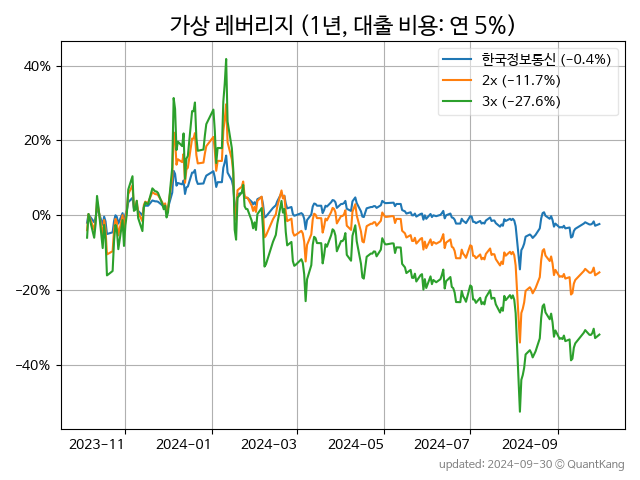 가상 레버리지 (1년, 대출 비용: 연 5%)
한국정보통신 (−0.4%)
2x (−11.7%)
3x (−27.6%)
40%
20%
0%
−20%
−40%
2023-11 2024-01 2024-03 2024-05 2024-07 2024-09
updated: 2024-09-30 © QuantKang